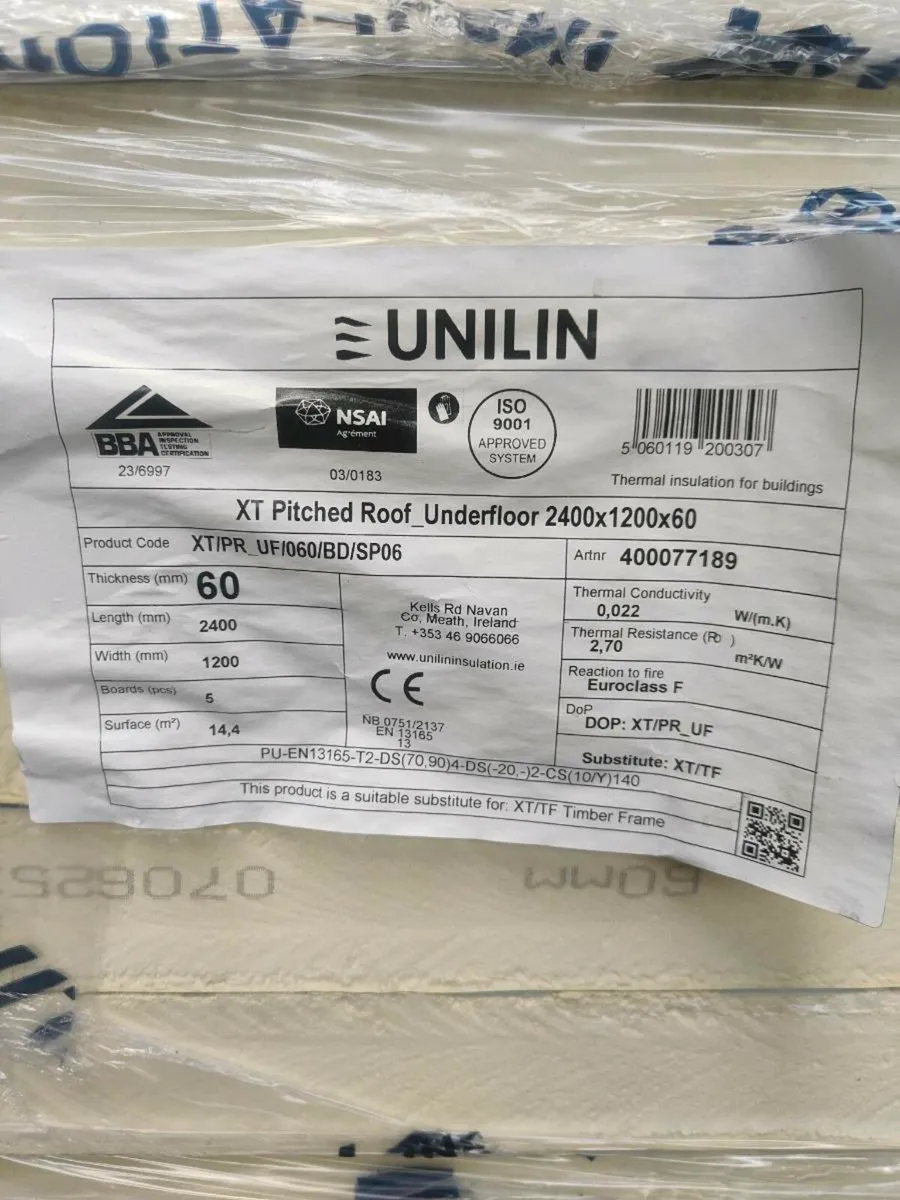 UNILIN
BBA APPROVAL INSPECTION TESTING CERTIFICATION
23/6997
NSAI
Agrément
03/0183
ISO
9001
APPROVED
SYSTEM
5 060119 200307
Thermal insulation for buildings
XT Pitched Roof_Underfloor 2400x1200x60
Product Code XT/PR_UF/060/BD/SP06
Artnr 400077189
Thickness (mm) 60
Length (mm) 2400
Width (mm) 1200
Boards (pcs) 5
Surface (m²) 14,4
Kells Rd Navan
Co, Meath, Ireland
T. +353 46 9066066
www.unilininsulation.ie
CE
NB 0751/2137
EN 13165
13
Thermal Conductivity
0,022 W/(m.K)
Thermal Resistance (RD )
2,70 m²K/W
Reaction to fire
Euroclass F
DoP
DOP: XT/PR_UF
Substitute: XT/TF
PU-EN13165-T2-DS(70,90)4-DS(-20,-)2-CS(10/Y)140
This product is a suitable substitute for: XT/TF Timber Frame
60MM
070825